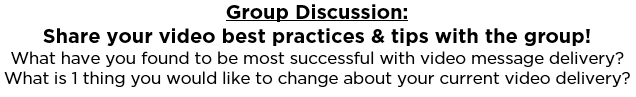 Group Discussion:
Share your video best practices & tips with the group!
What have you found to be most successful with video message delivery?
What is 1 thing you would like to change about your current video delivery?